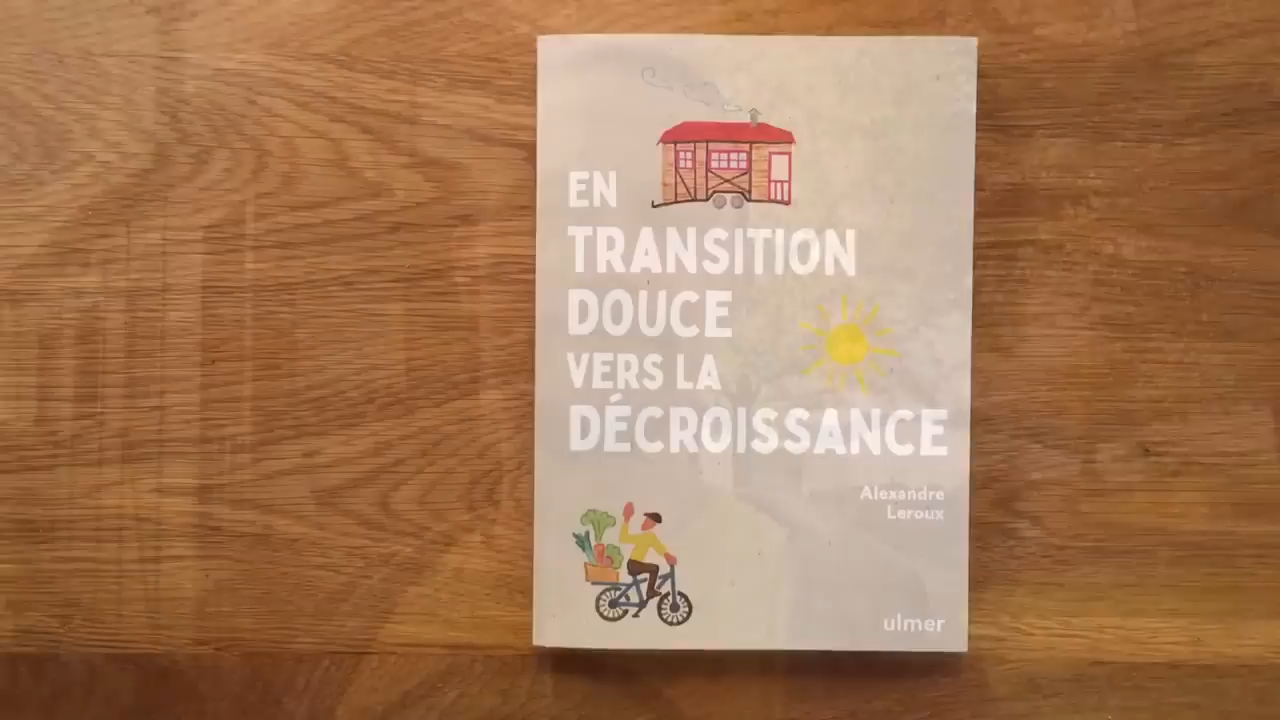 EN
TRANSITION
DOUCE
VERS LA
DÉCROISSANCE
Alexandre
Leroux
ulmer